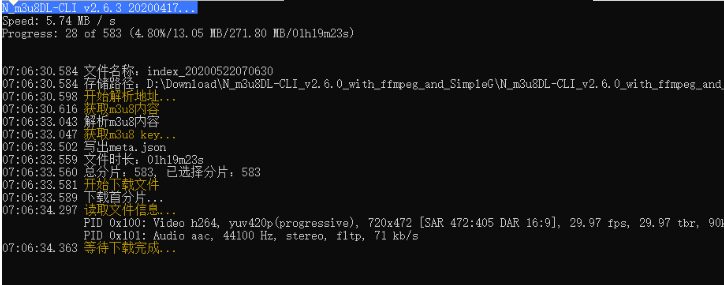 N_m3u8DL-CLI v2.6.3 20200417...
Speed: 5.74 MB / s
Progress: 28 of 583 (4.80%/13.05 MB/271.80 MB/01h19m23s)
07:06:30.584 文件名称: index_20200522070630
07:06:30.584 存储路径: D:\Download\N_m3u8DL-CLI_v2.6.0_with_ffmpeg_and_SimpleG\N_m3u8DL-CLI_v2.6.0_with_ffmpeg_and_
07:06:30.598 开始解析地址...
07:06:30.616 获取m3u8内容
07:06:33.043 解析m3u8内容
07:06:33.047 获取m3u8 key...
07:06:33.502 写出meta.json
07:06:33.559 文件时长: 01h19m23s
07:06:33.560 总分片: 583, 已选择分片: 583
07:06:33.581 开始下载文件
07:06:33.589 下载首分片...
07:06:34.297 读取文件信息...
PID 0x100: Video h264, yuv420p(progressive), 720x472 [SAR 472:405 DAR 16:9], 29.97 fps, 29.97 tbr, 90k
PID 0x101: Audio aac, 44100 Hz, stereo, fltp, 71 kb/s
07:06:34.363 等待下载完成...